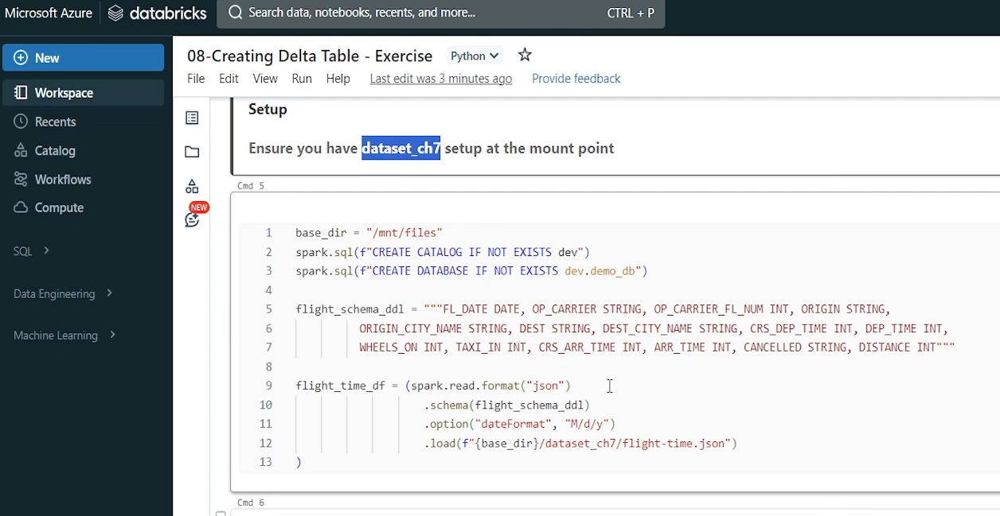 Microsoft Azure databricks Search data, notebooks, recents, and more... CTRL + P
New
Workspace
Recents
Catalog
Workflows
Compute
SQL
Data Engineering
Machine Learning
08-Creating Delta Table - Exercise Python
File Edit View Run Help Last edit was 3 minutes ago Provide feedback
NEW
Setup
Ensure you have dataset_ch7 setup at the mount point
Cmd 5
1 base_dir = "/mnt/files"
2 spark.sql(f"CREATE CATALOG IF NOT EXISTS dev")
3 spark.sql(f"CREATE DATABASE IF NOT EXISTS dev.demo_db")
4
5 flight_schema_ddl = """FL_DATE DATE, OP_CARRIER STRING, OP_CARRIER_FL_NUM INT, ORIGIN STRING,
6 ORIGIN_CITY_NAME STRING, DEST STRING, DEST_CITY_NAME STRING, CRS_DEP_TIME INT, DEP_TIME INT,
7 WHEELS_ON INT, TAXI_IN INT, CRS_ARR_TIME INT, ARR_TIME INT, CANCELLED STRING, DISTANCE INT"""
8
9 flight_time_df = (spark.read.format("json")
10 .schema(flight_schema_ddl)
11 .option("dateFormat", "M/d/y")
12 .load(f"{base_dir}/dataset_ch7/flight-time.json")
13 )
Cmd 6